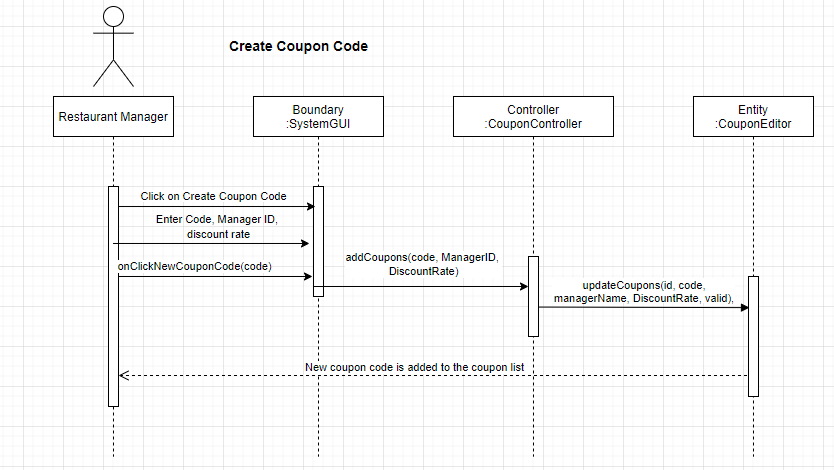 Create Coupon Code
Restaurant Manager
Boundary
:SystemGUI
Controller
:CouponController
Entity
:CouponEditor
Click on Create Coupon Code
Enter Code, Manager ID,
discount rate
onClickNewCouponCode(code)
addCoupons(code, ManagerID,
DiscountRate)
updateCoupons(id, code,
managerName, DiscountRate, valid),
New coupon code is added to the coupon list